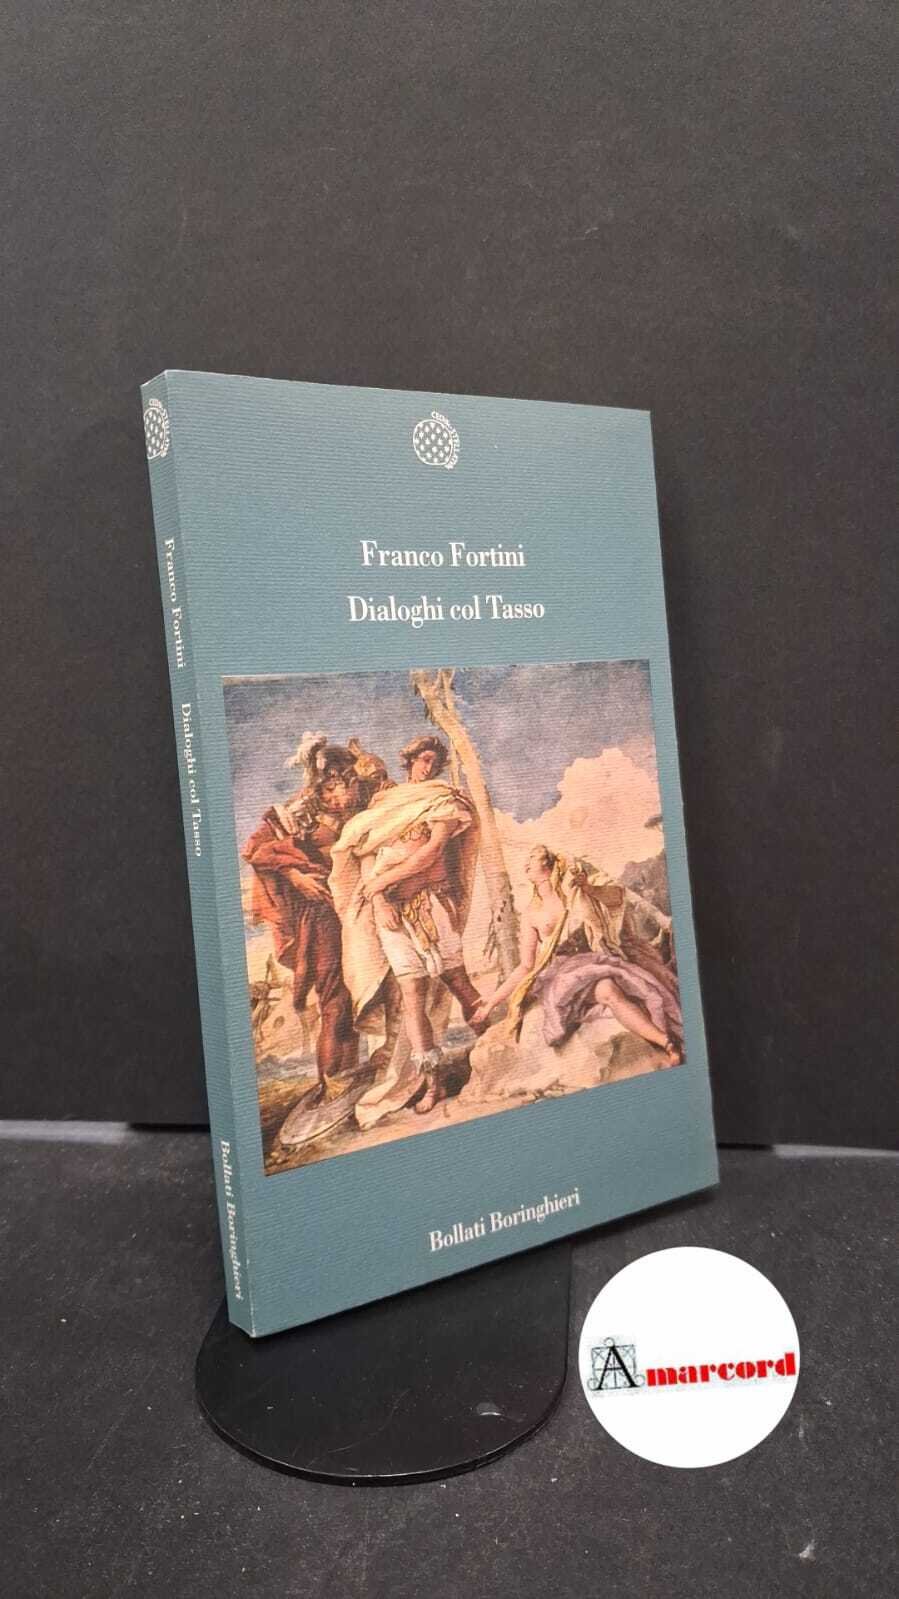 Franco Fortini
Dialoghi col Tasso
Bollati Boringhieri
Franco Fortini Dialoghi col Tasso Bollati Boringhieri
Amarcord